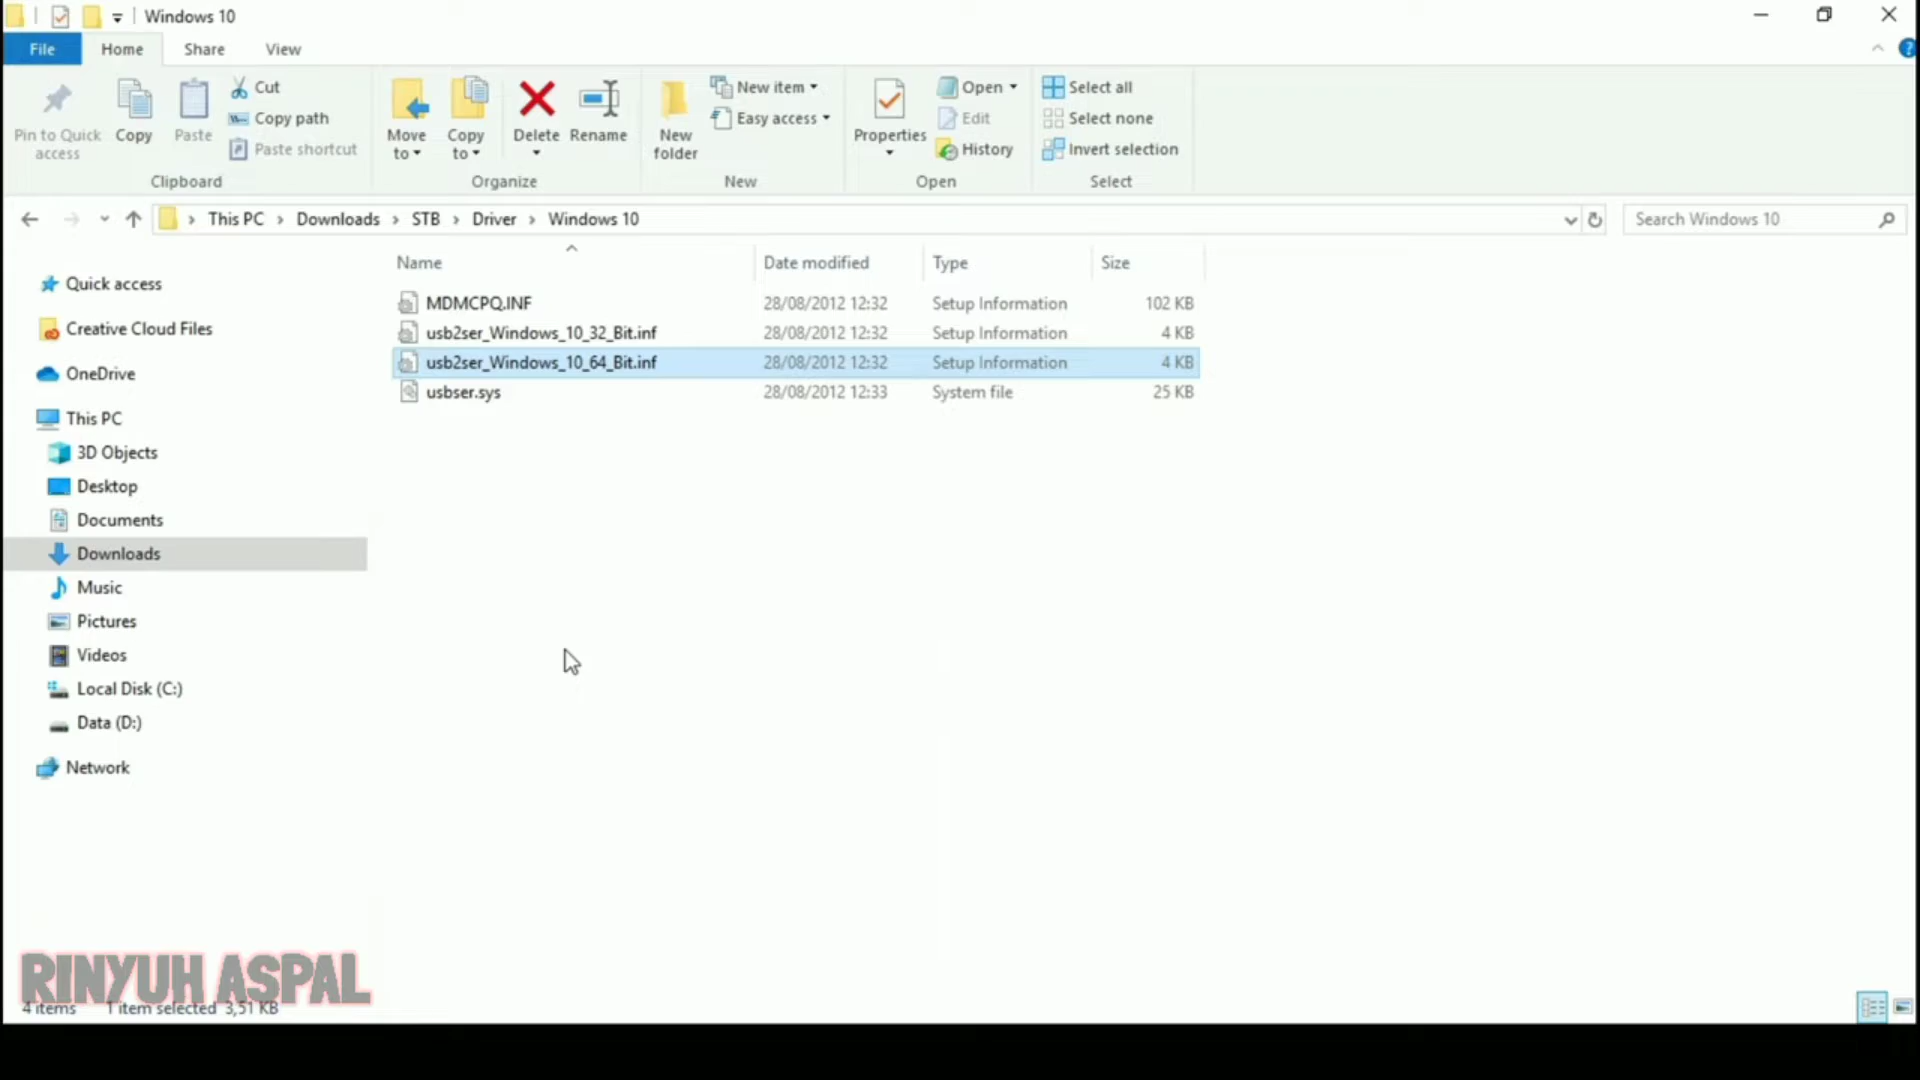 Windows 10
File Home Share View
Pin to Quick access
Copy
Paste
Cut
Copy path
Paste shortcut
Clipboard
Move to
Copy to
Delete
Rename
Organize
New folder
New item
Easy access
New
Properties
Open
Edit
History
Open
Select all
Select none
Invert selection
Select
This PC > Downloads > STB > Driver > Windows 10
Search Windows 10
Quick access
Creative Cloud Files
OneDrive
This PC
3D Objects
Desktop
Documents
Downloads
Music
Pictures
Videos
Local Disk (C:)
Data (D:)
Network
Name Date modified Type Size
MDMCPQ.INF 28/08/2012 12:32 Setup Information 102 KB
usb2ser_Windows_10_32_Bit.inf 28/08/2012 12:32 Setup Information 4 KB
usb2ser_Windows_10_64_Bit.inf 28/08/2012 12:32 Setup Information 4 KB
usbser.sys 28/08/2012 12:33 System file 25 KB
RINYUH ASPAL
4 items 1 item selected 3,51 KB